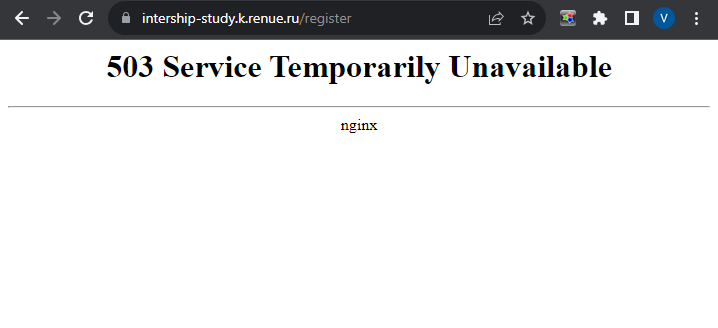 intership-study.k.renue.ru/register
V
503 Service Temporarily Unavailable
nginx